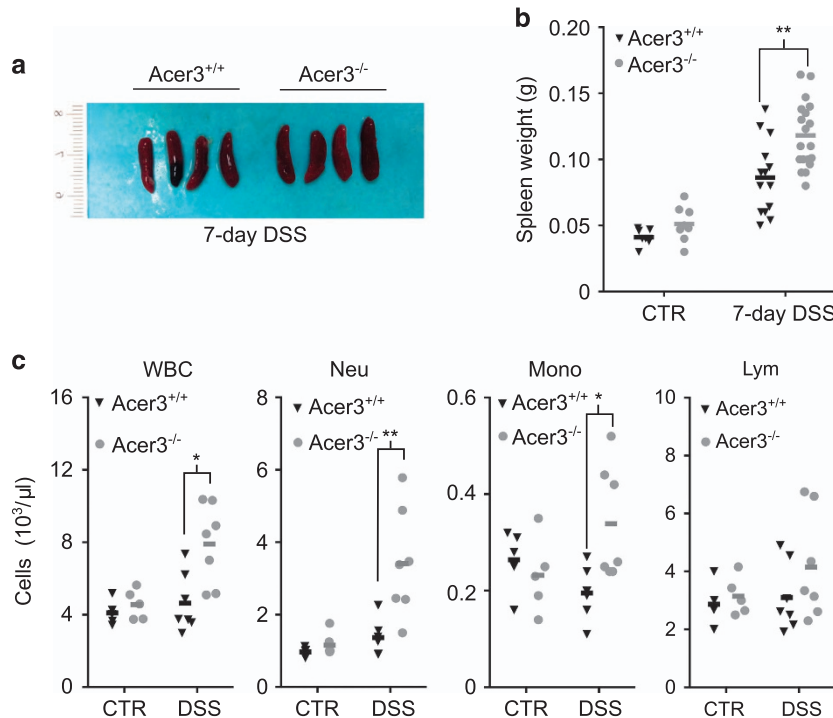 a
Acer3+/+
Acer3-/-
8
7
6
7-day DSS
b
0.20
0.15
0.10
0.05
0
Spleen weight (g)
Acer3+/+
Acer3-/-
**
CTR
7-day DSS
c
WBC
16
12
8
4
0
Cells (10³/µl)
Acer3+/+
Acer3-/-
*
CTR
DSS
Neu
8
6
4
2
0
Acer3+/+
Acer3-/-
**
CTR
DSS
Mono
0.6
0.4
0.2
0
Acer3+/+
Acer3-/-
*
CTR
DSS
Lym
10
8
6
4
2
0
Acer3+/+
Acer3-/-
CTR
DSS